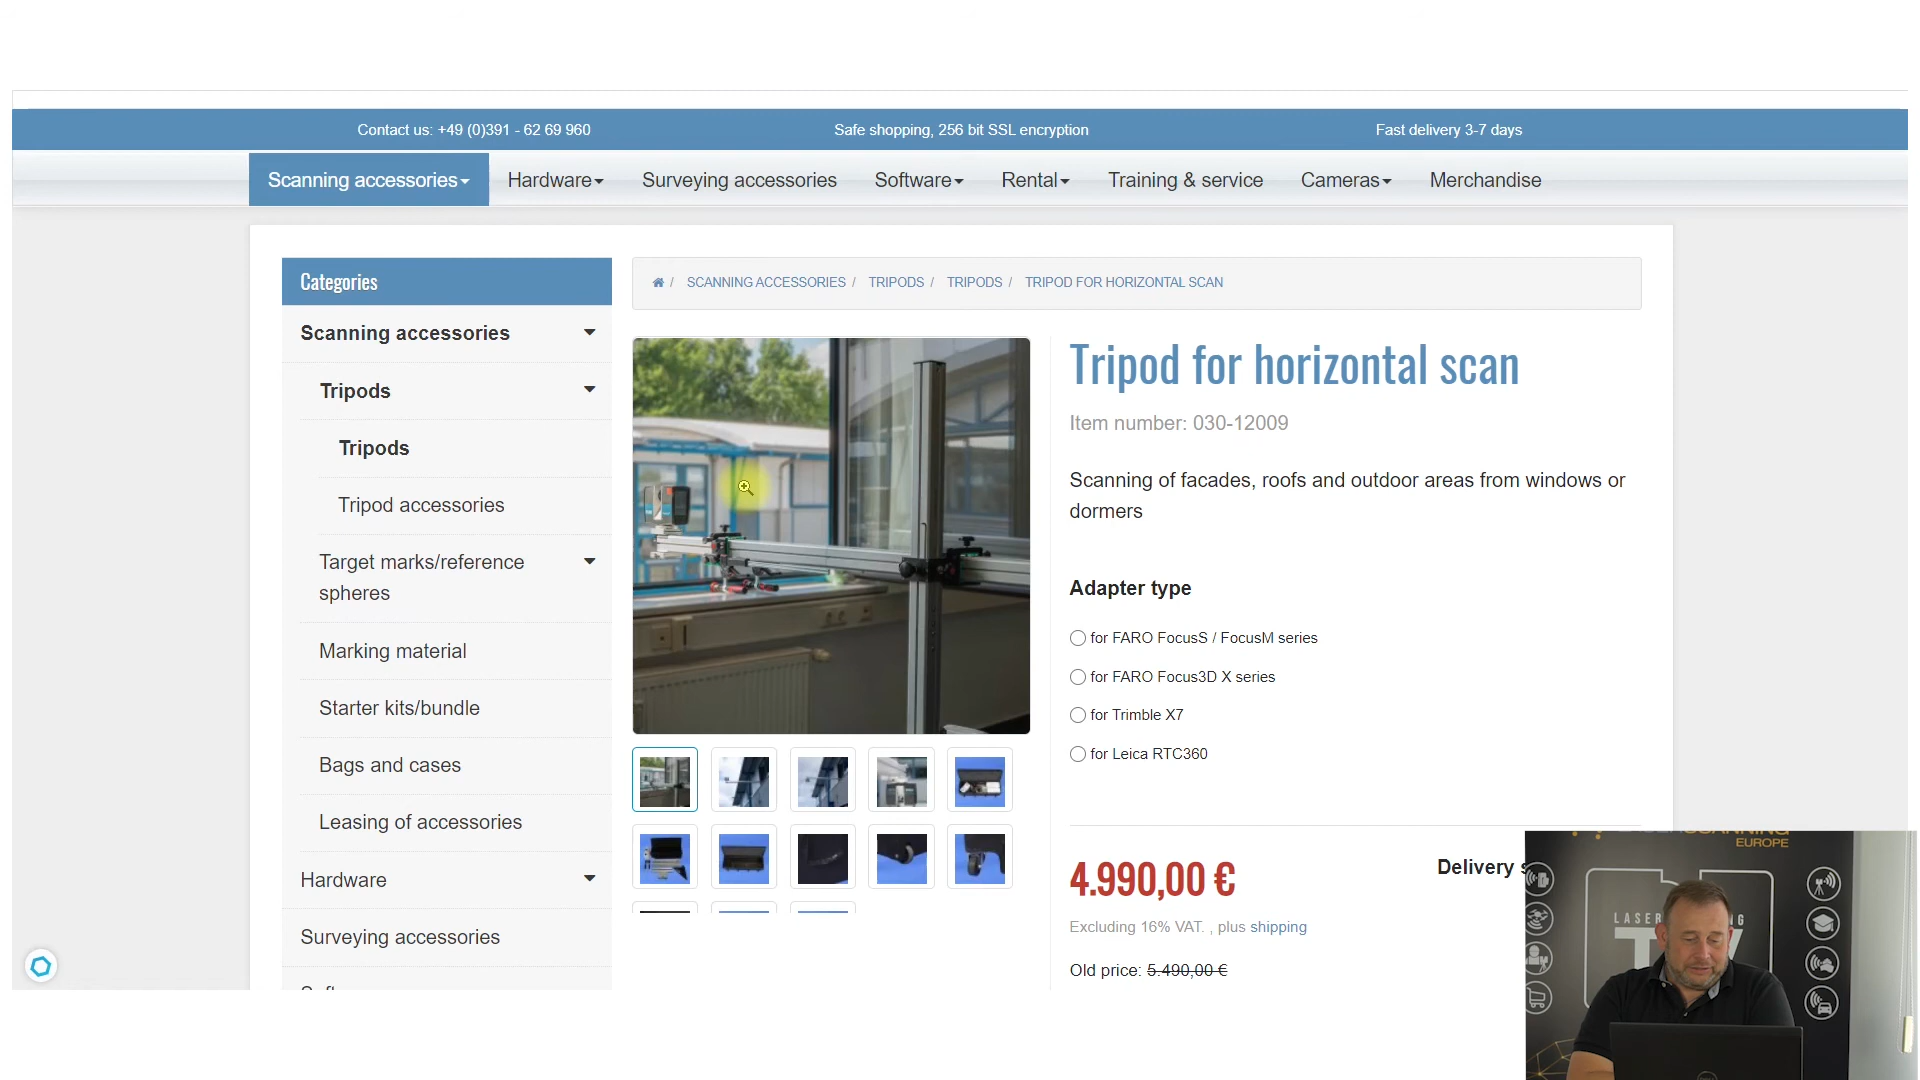 Contact us: +49 (0)391 - 62 69 960
Safe shopping, 256 bit SSL encryption
Fast delivery 3-7 days
Scanning accessories
Hardware
Surveying accessories
Software
Rental
Training & service
Cameras
Merchandise
Categories
Scanning accessories
Tripods
Tripods
Tripod accessories
Target marks/reference
spheres
Marking material
Starter kits/bundle
Bags and cases
Leasing of accessories
Hardware
Surveying accessories
/ SCANNING ACCESSORIES / TRIPODS / TRIPODS / TRIPOD FOR HORIZONTAL SCAN
Tripod for horizontal scan
Item number: 030-12009
Scanning of facades, roofs and outdoor areas from windows or
dormers
Adapter type
for FARO FocusS / FocusM series
for FARO Focus3D X series
for Trimble X7
for Leica RTC360
4.990,00 €
Delivery
Excluding 16% VAT. , plus shipping
Old price: 5.490,00 €
EUROPE